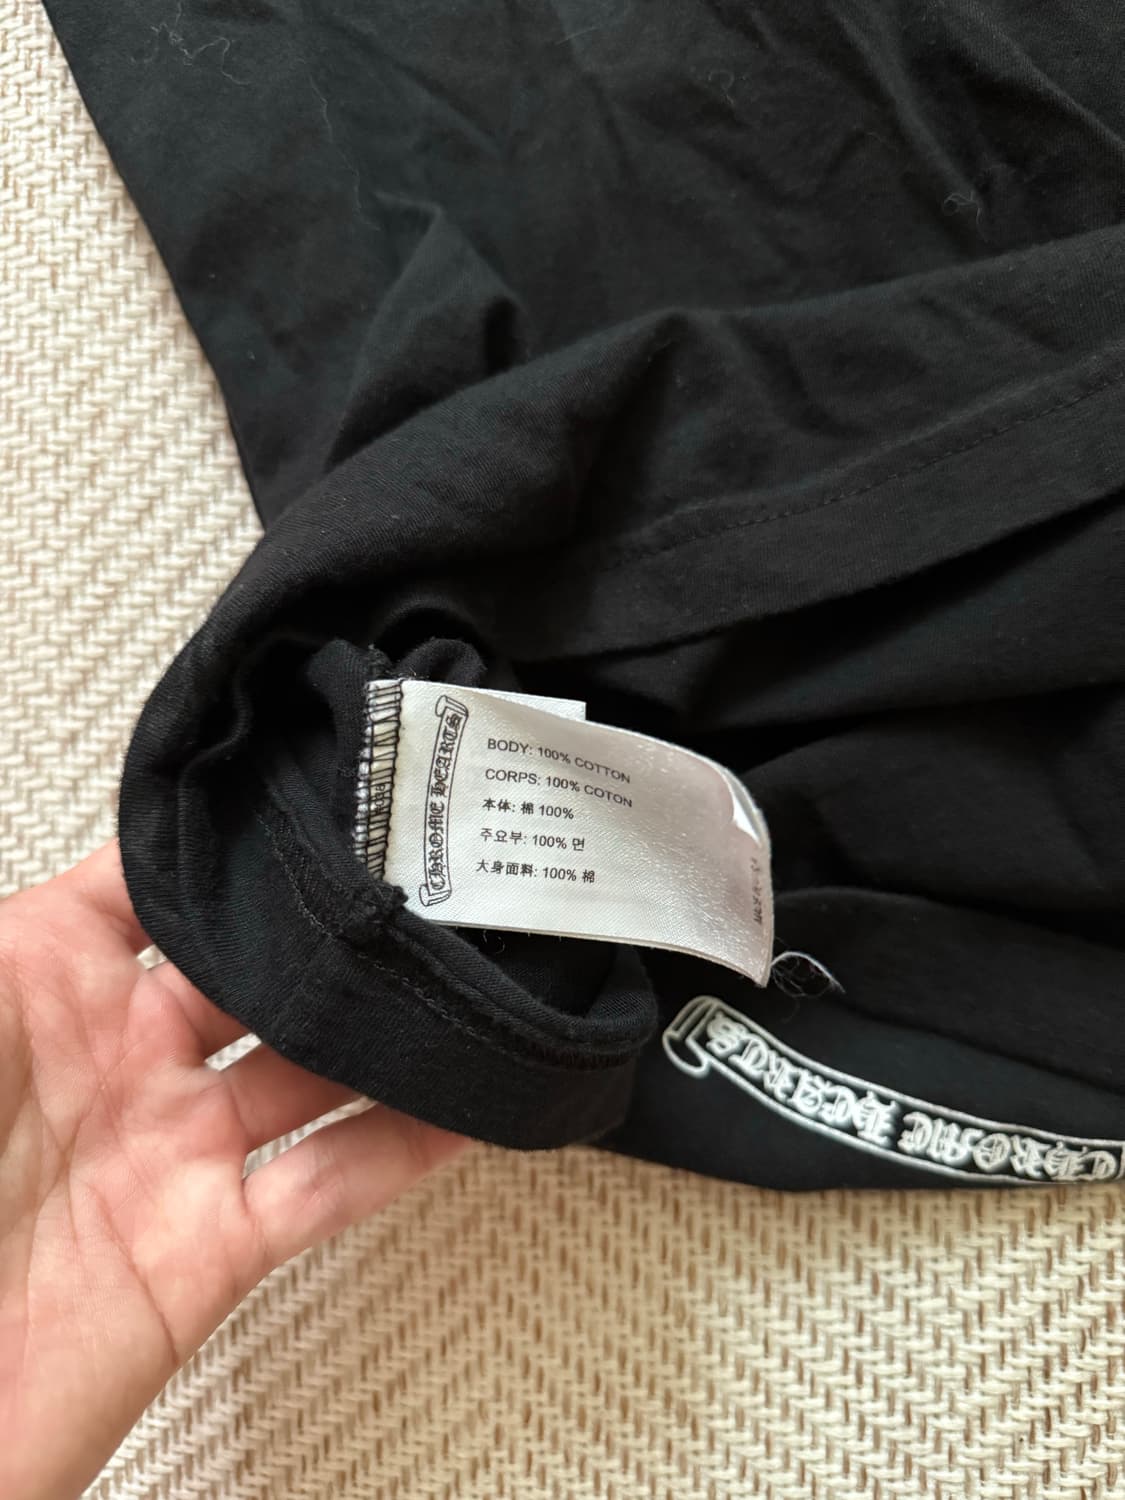 CHROME HEARTS
BODY: 100% COTTON
CORPS: 100% COTON
本体: 棉 100%
주요부: 100% 면
大身面料: 100% 棉
CHROME HEARTS